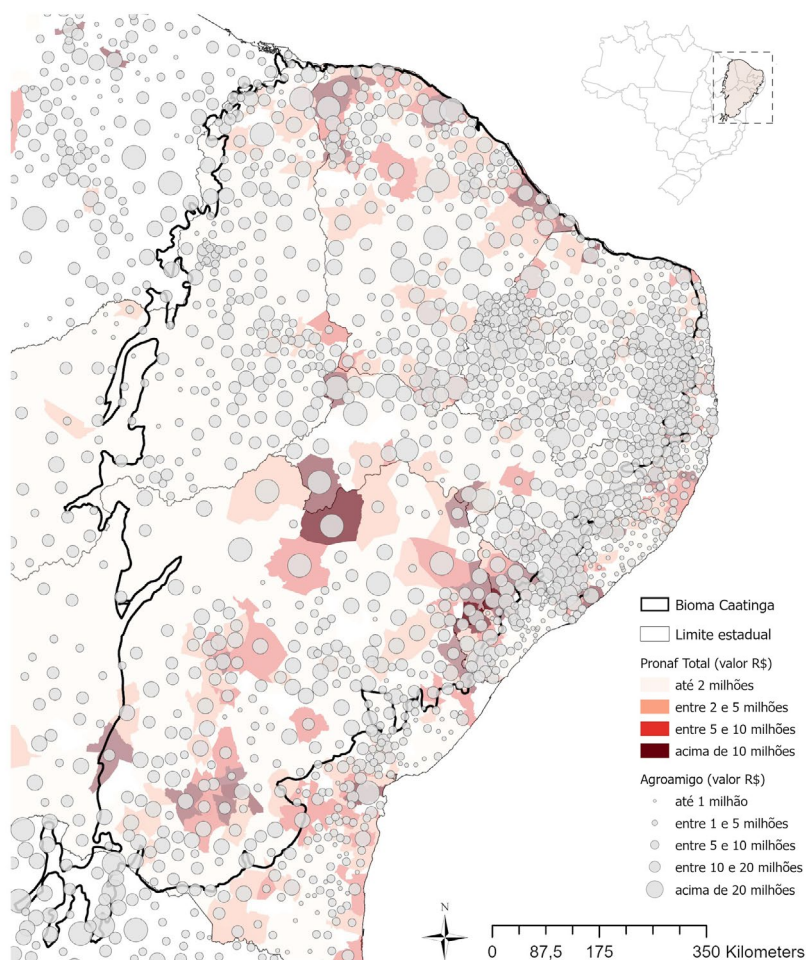 Bioma Caatinga
Limite estadual
Pronaf Total (valor R$)
até 2 milhões
entre 2 e 5 milhões
entre 5 e 10 milhões
acima de 10 milhões
Agroamigo (valor R$)
até 1 milhão
entre 1 e 5 milhões
entre 5 e 10 milhões
entre 10 e 20 milhões
acima de 20 milhões
N
0 87,5 175 350 Kilometers